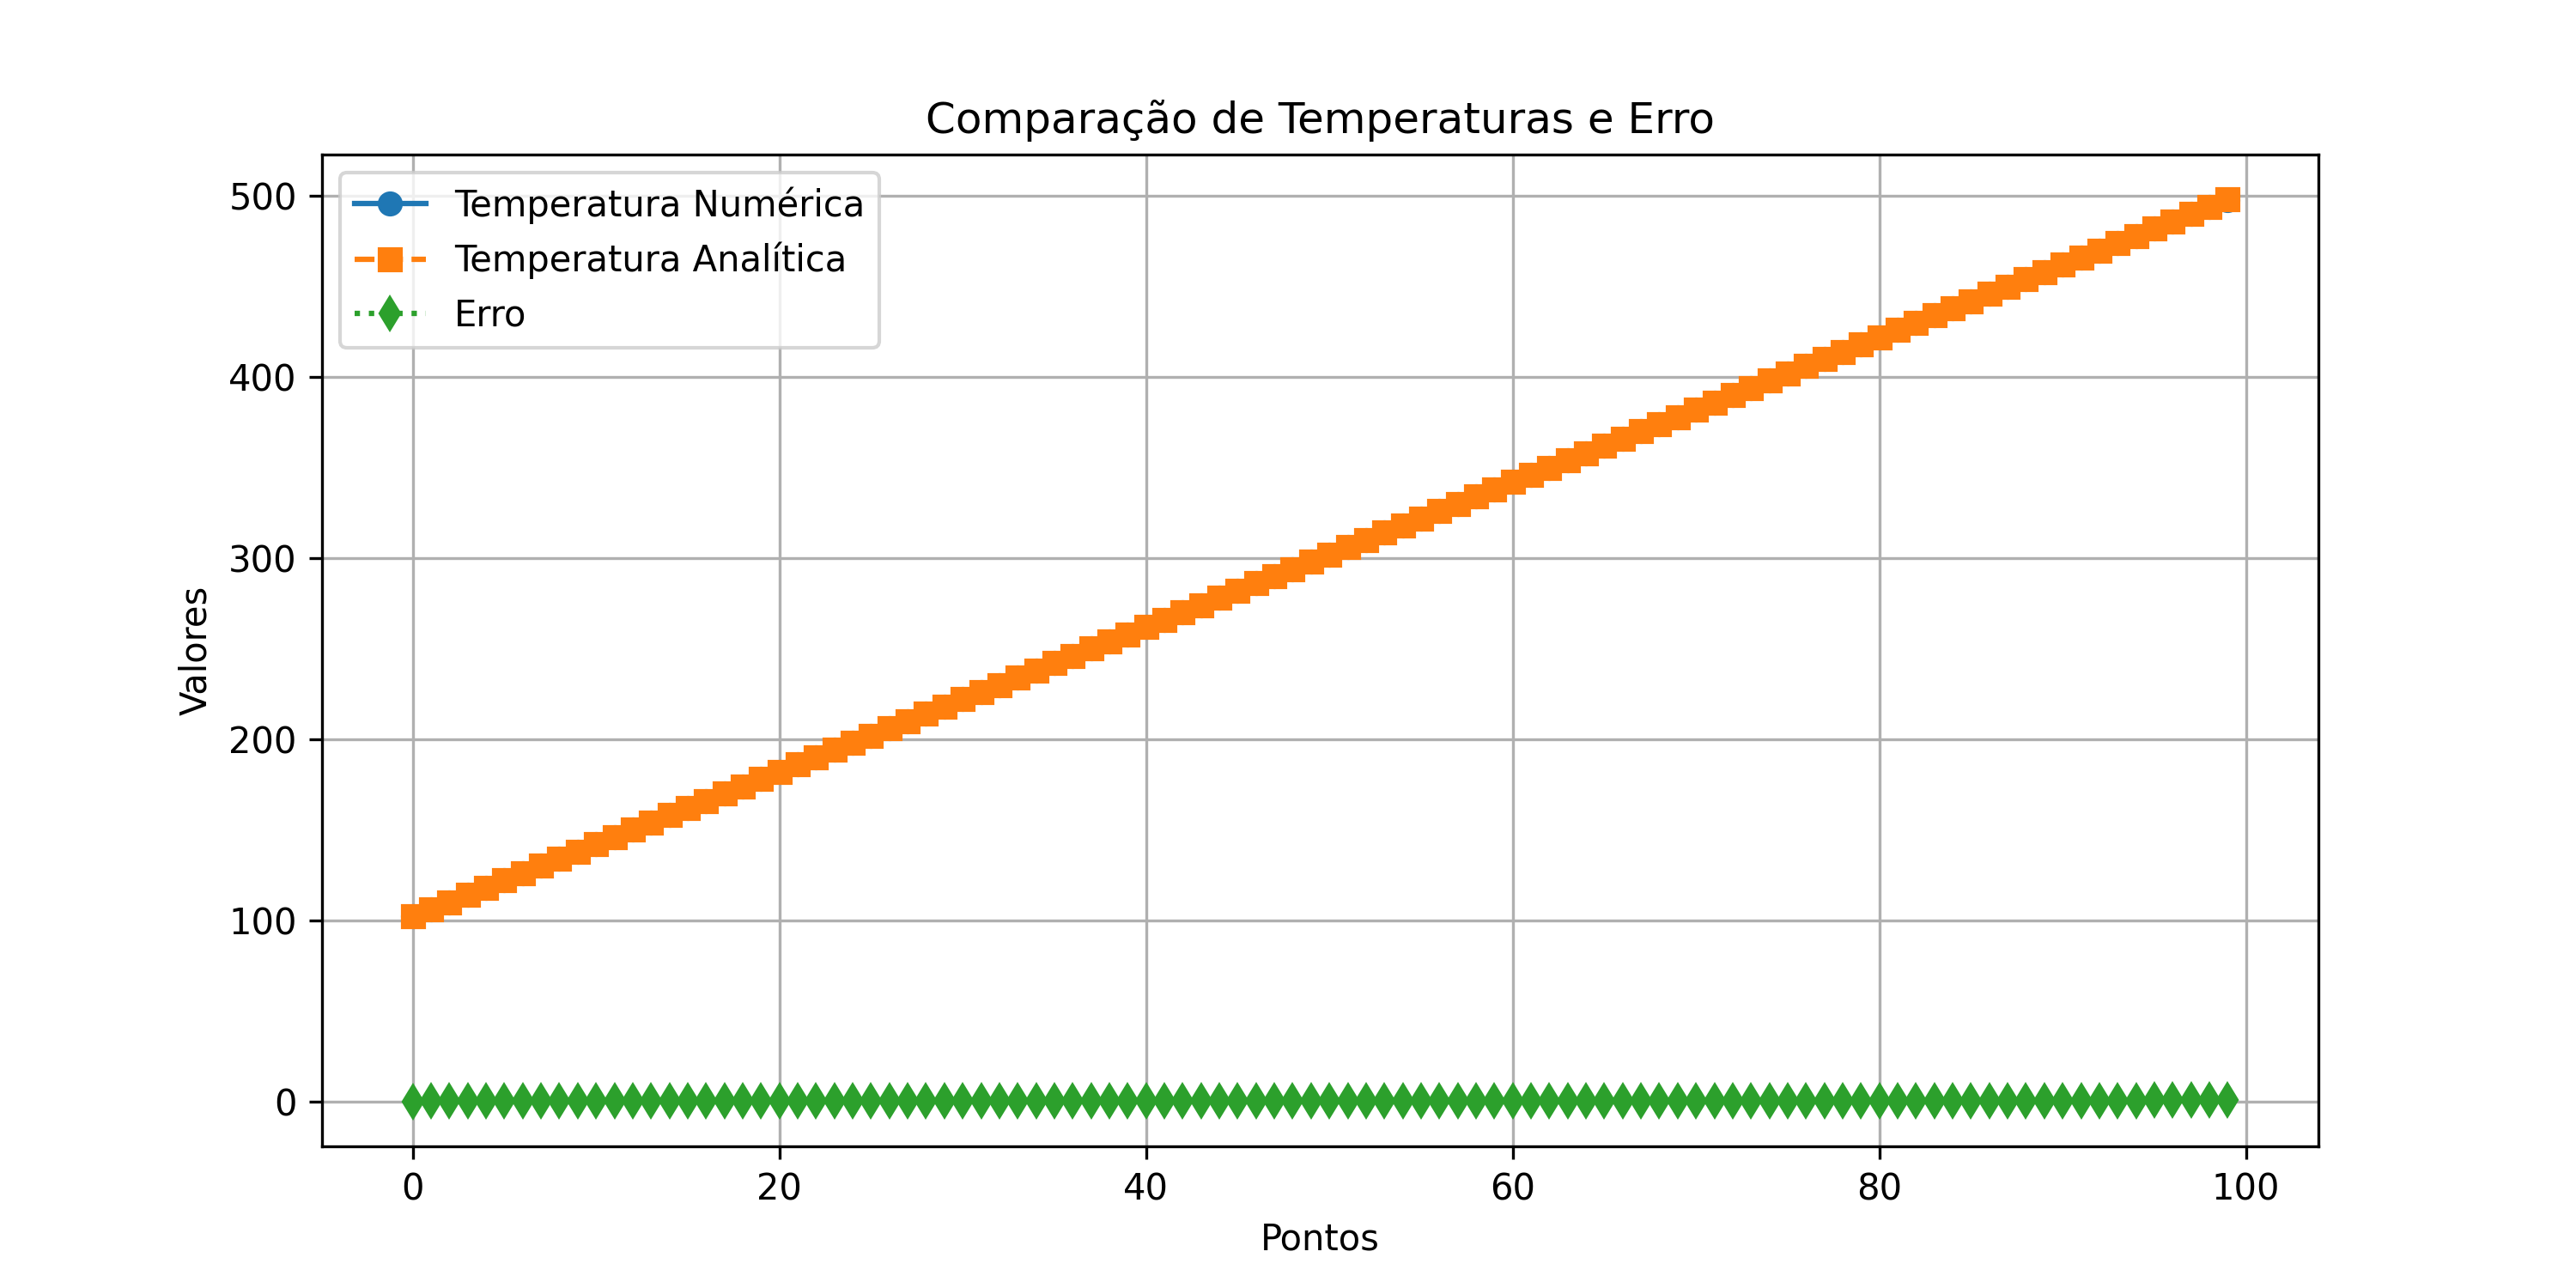 Comparação de Temperaturas e Erro
Temperatura Numérica
Temperatura Analítica
Erro
500
400
300
200
100
0
Valores
0 20 40 60 80 100
Pontos